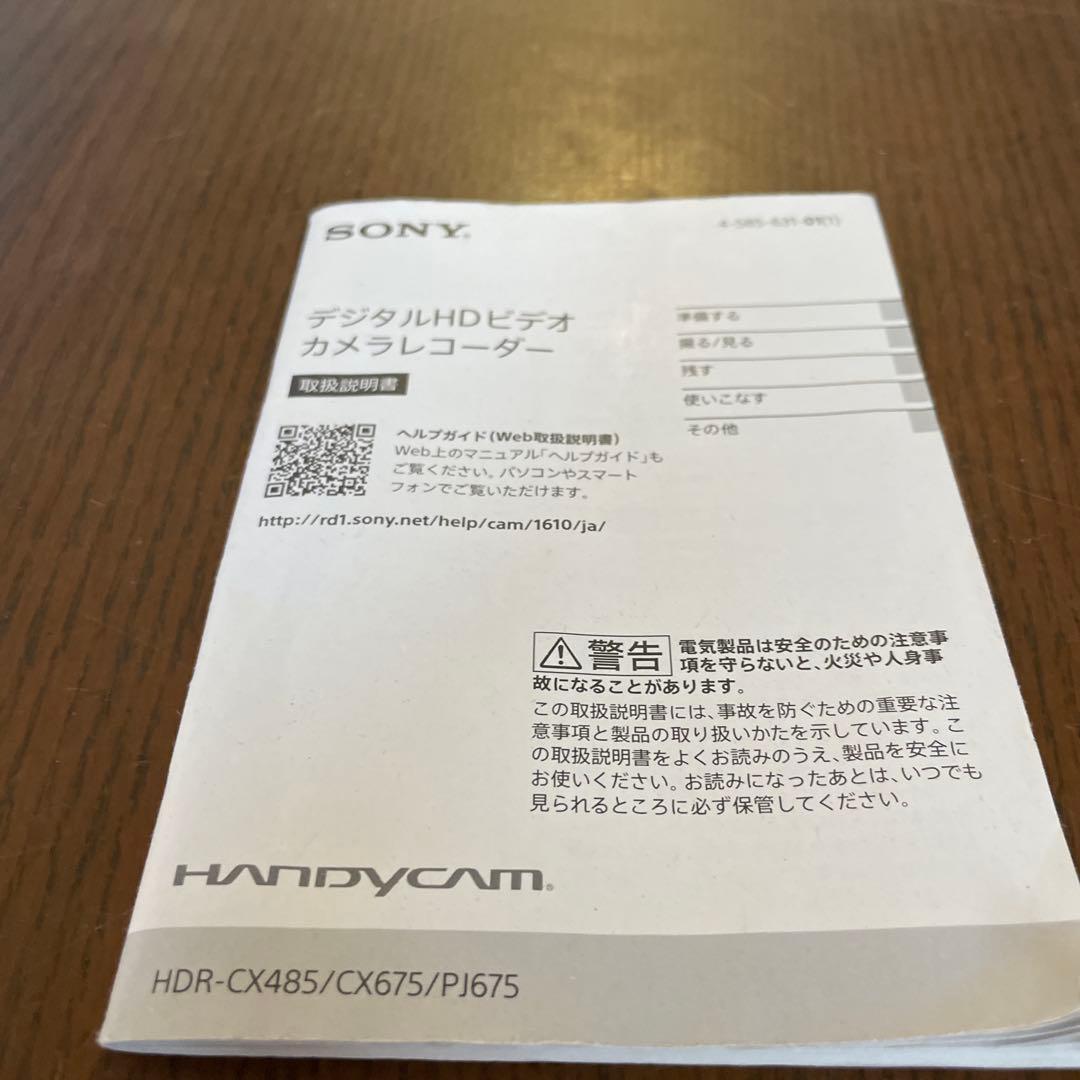 SONY®
4-585-631-01(1)
デジタルHDビデオ
カメラレコーダー
取扱説明書
準備する
撮る/見る
残す
使いこなす
その他
ヘルプガイド(Web取扱説明書)
Web上のマニュアル「ヘルプガイド」も
ご覧ください。パソコンやスマート
フォンでご覧いただけます。
http://rd1.sony.net/help/cam/1610/ja/
警告 電気製品は安全のための注意事
項を守らないと、火災や人身事
故になることがあります。
この取扱説明書には、事故を防ぐための重要な注
意事項と製品の取り扱いかたを示しています。こ
の取扱説明書をよくお読みのうえ、製品を安全に
お使いください。お読みになったあとは、いつでも
見られるところに必ず保管してください。
HANDYCAM®
HDR-CX485/CX675/PJ675